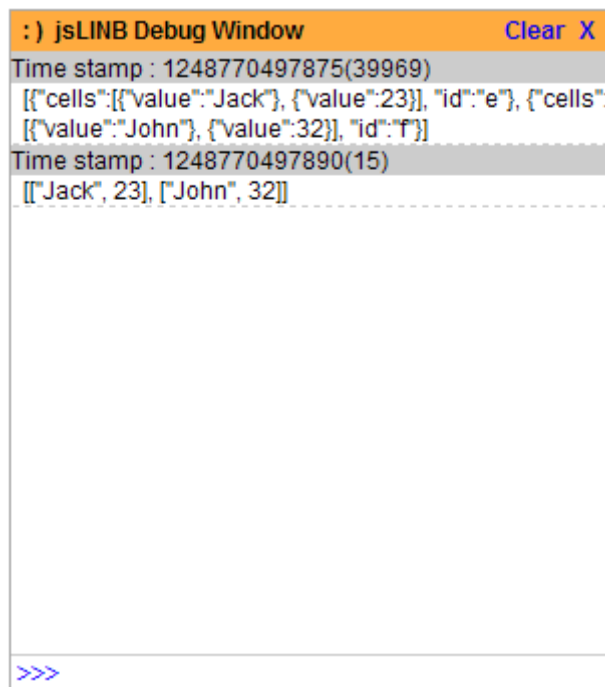 :) jsLINB Debug Window Clear X
Time stamp : 1248770497875(39969)
[{"cells":[{"value":"Jack"}, {"value":23}], "id":"e"}, {"cells":
[{"value":"John"}, {"value":32}], "id":"f"}]
Time stamp : 1248770497890(15)
[["Jack", 23], ["John", 32]]
>>>